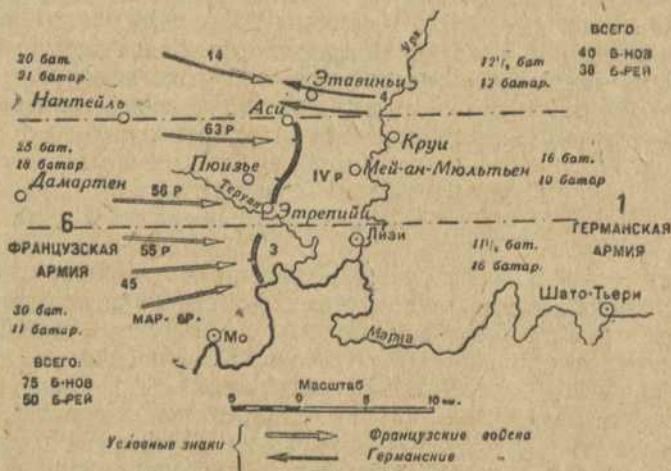 ВСЕГО:
40 Б-НОВ
38 Б-РЕЙ
20 бат.
21 батар.
14
Этавиньи
4
Урк
12½ бат
12 батар.
Нантейль
Аси
63 Р
Круи
25 бат.
18 батар
Пюизье
IV Р
Мей-ан-Мюльтьен
16 бат.
10 батар
Дамартен
56 Р
Теруан
Этрепийи
6
ФРАНЦУЗСКАЯ
АРМИЯ
55 Р
3
Лизи
11½ бат.
16 батар.
1
ГЕРМАНСКАЯ
АРМИЯ
45
30 бат.
11 батар.
МАР. БР.
Мо
Марна
Шато-Тьери
ВСЕГО:
75 Б-НОВ
50 Б-РЕЙ
Масштаб
5 0 5 10 км.
Условные знаки
Французские войска
Германские